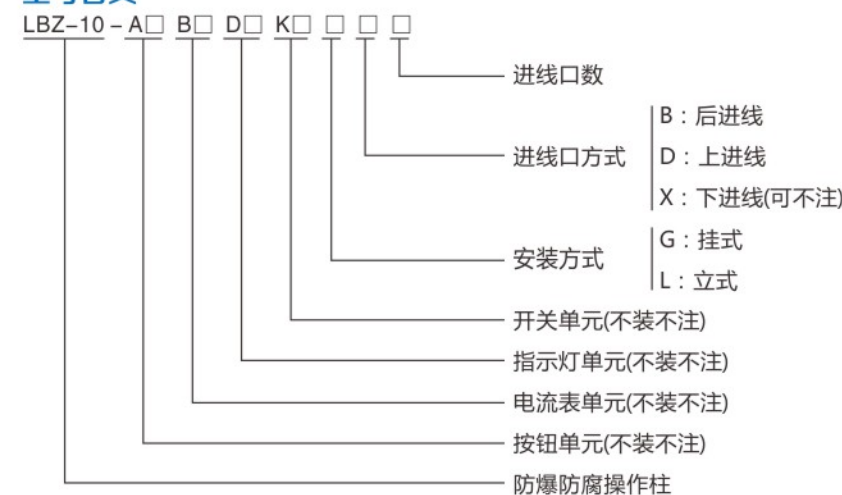 LBZ-10-A□ B□ D□ K□ □ □ □
进线口数
进线口方式
B：后进线
D：上进线
X：下进线(可不注)
安装方式
G：挂式
L：立式
开关单元(不装不注)
指示灯单元(不装不注)
电流表单元(不装不注)
按钮单元(不装不注)
防爆防腐操作柱